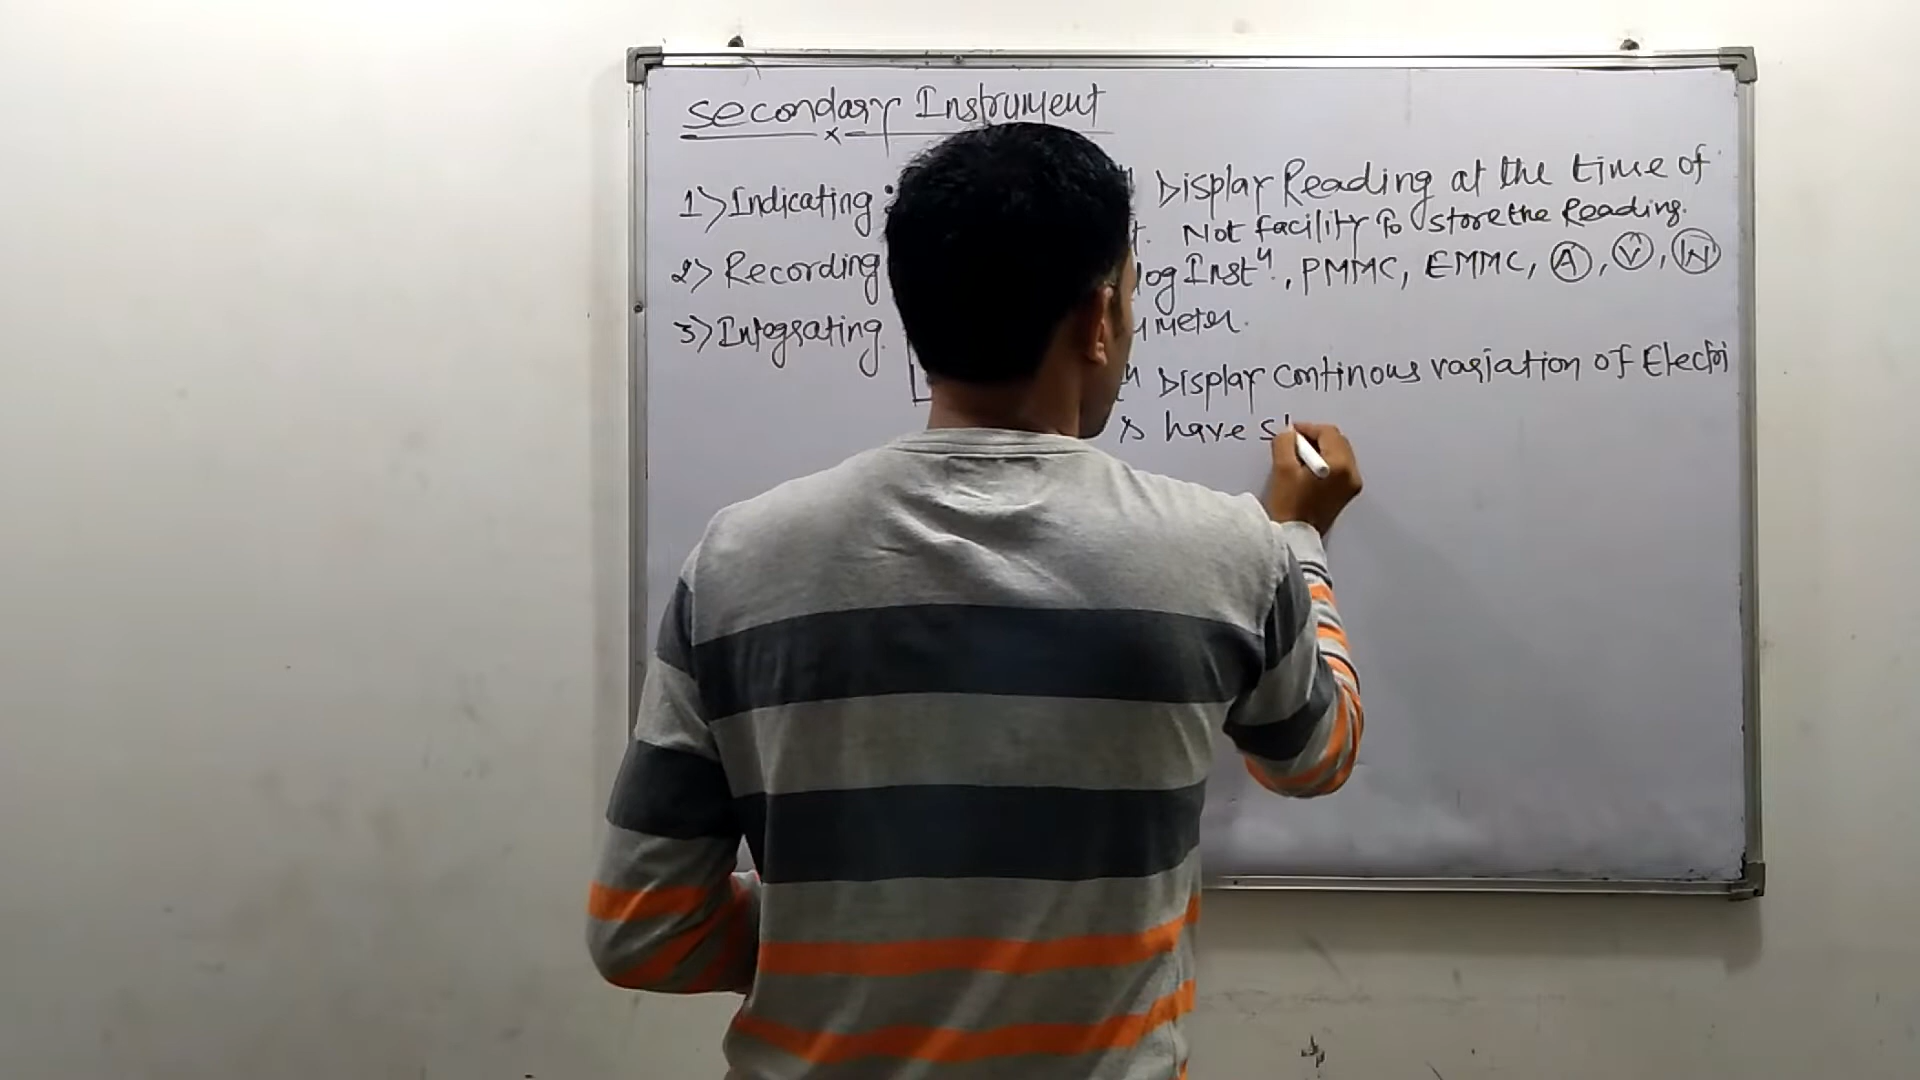 Secondary Instrument
1> Indicating :
2> Recording
3> Integrating
Display Reading at the time of
Not facility to store the Reading.
Inst", PMMC, EMMC, (A), (V), (W)
meter.
Display continous variation of Electri
have